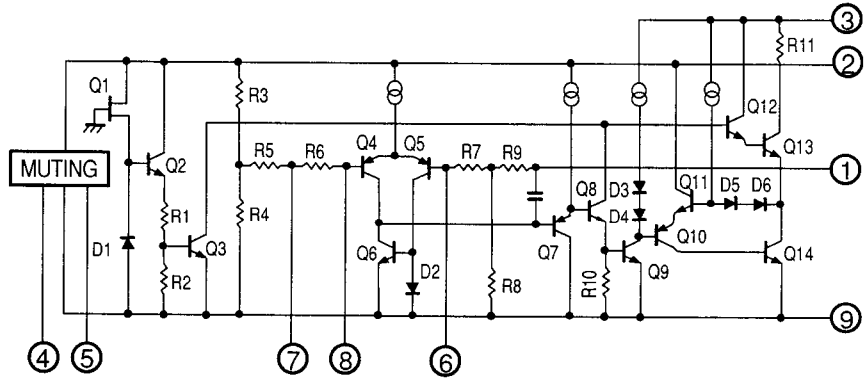 3
R11
2
Q1
R3
Q12
Q4
Q5
Q13
Q2
R5
R6
R7
R9
1
MUTING
D3
Q8
Q11
D5
D6
R1
R4
D4
Q3
Q6
Q7
Q10
D1
D2
Q9
Q14
R2
R8
R10
9
4
5
7
8
6